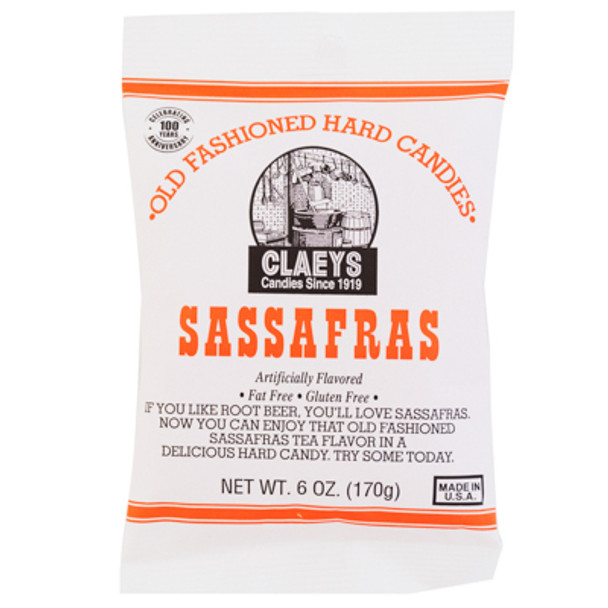 CELEBRATING
100
YEARS
ANNIVERSARY
•OLD FASHIONED HARD CANDIES•
CLAEYS
Candies Since 1919
SASSAFRAS
Artificially Flavored
• Fat Free • Gluten Free •
IF YOU LIKE ROOT BEER, YOU'LL LOVE SASSAFRAS.
NOW YOU CAN ENJOY THAT OLD FASHIONED
SASSAFRAS TEA FLAVOR IN A
DELICIOUS HARD CANDY. TRY SOME TODAY.
NET WT. 6 OZ. (170g)
MADE IN
U.S.A.